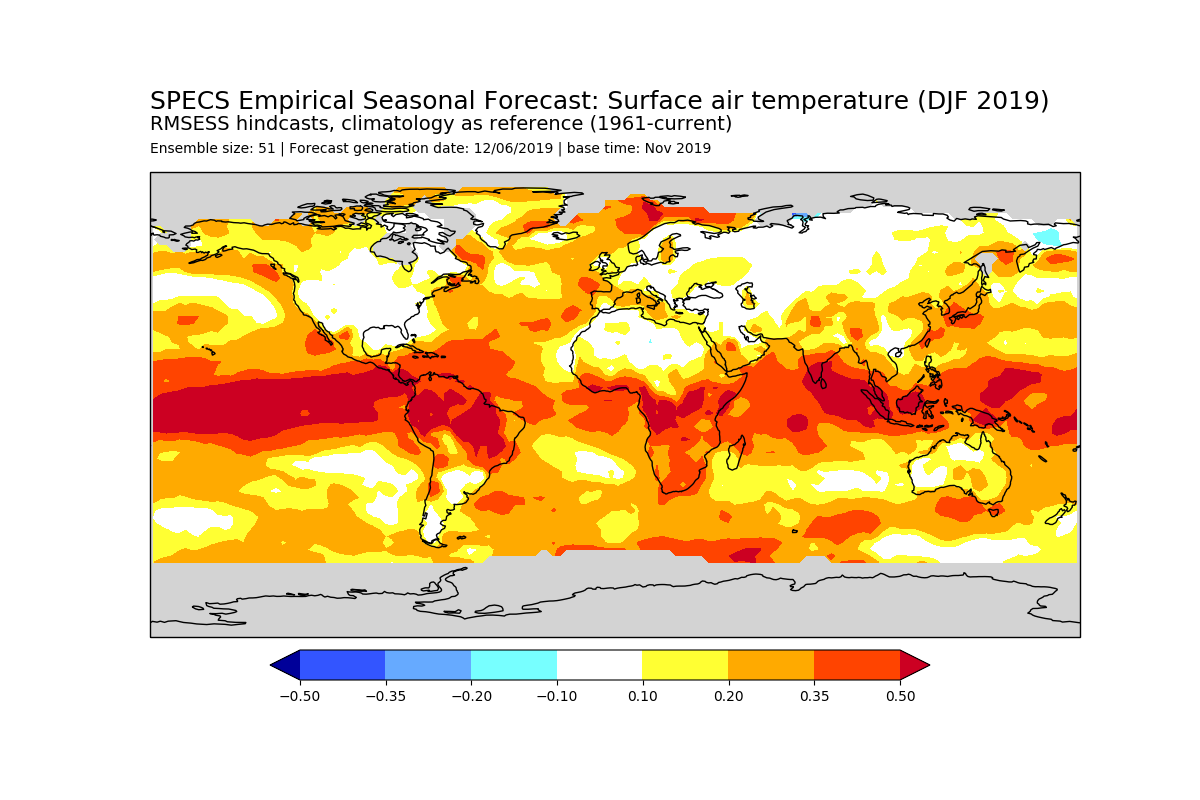 SPECS Empirical Seasonal Forecast: Surface air temperature (DJF 2019)
RMSESS hindcasts, climatology as reference (1961-current)
Ensemble size: 51 | Forecast generation date: 12/06/2019 | base time: Nov 2019
−0.50 −0.35 −0.20 −0.10 0.10 0.20 0.35 0.50